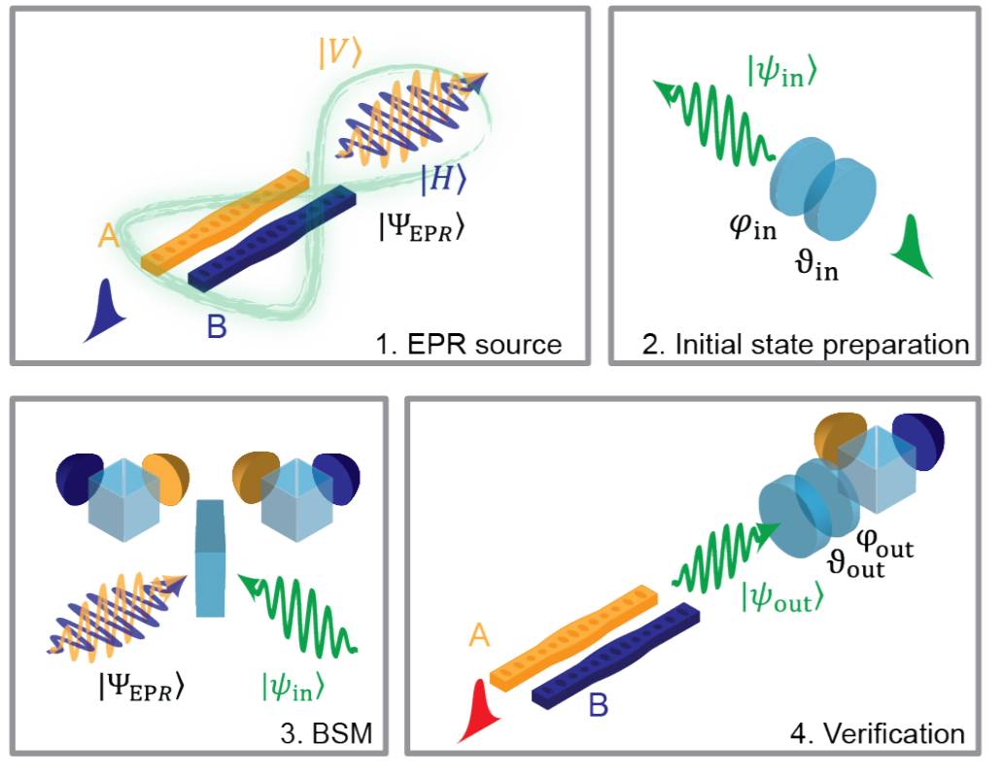 |V⟩
|H⟩
|Ψ_EPR⟩
A
B
1. EPR source
|ψ_in⟩
φ_in
ϑ_in
2. Initial state preparation
|Ψ_EPR⟩
|ψ_in⟩
3. BSM
φ_out
ϑ_out
|ψ_out⟩
A
B
4. Verification